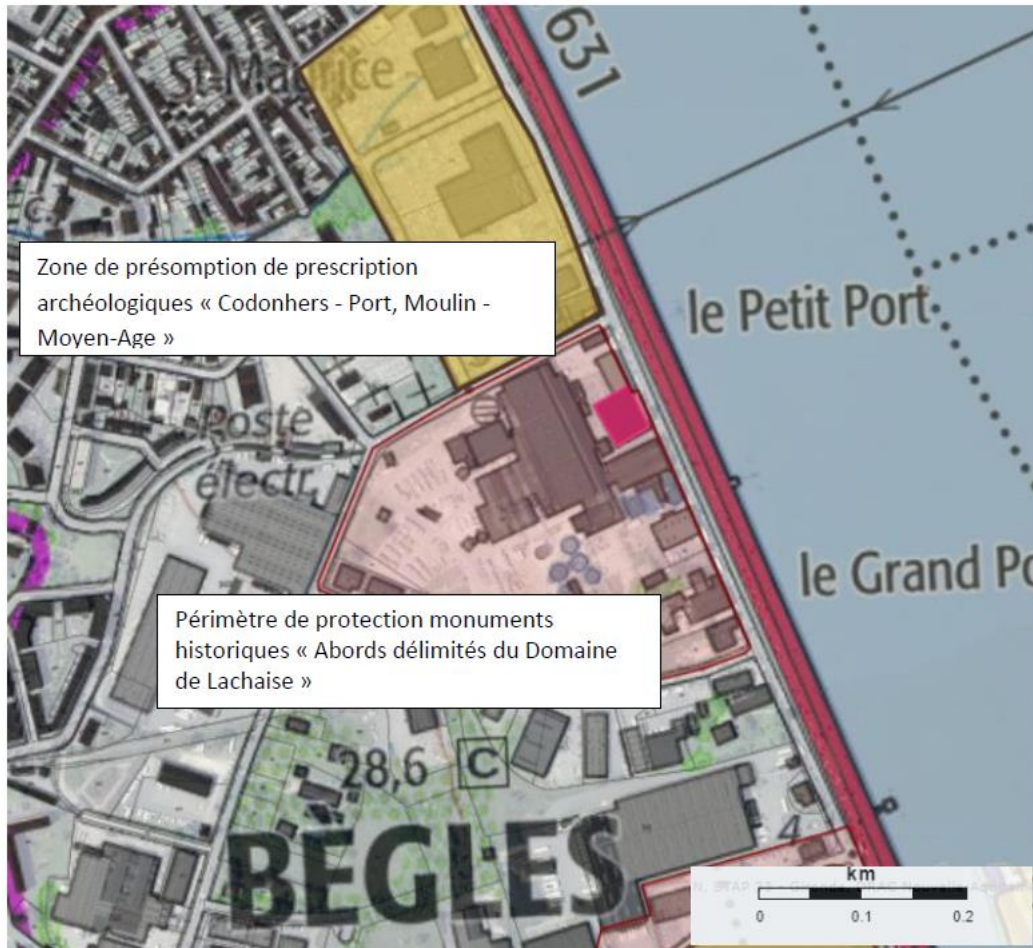 631
St-Maurice
C.
Zone de présomption de prescription
archéologiques « Codonhers - Port, Moulin -
Moyen-Age »
le Petit Port
Poste
électr.
le Grand Po
Périmètre de protection monuments
historiques « Abords délimités du Domaine
de Lachaise »
28,6 C
4
BEGLES
km
0 0.1 0.2